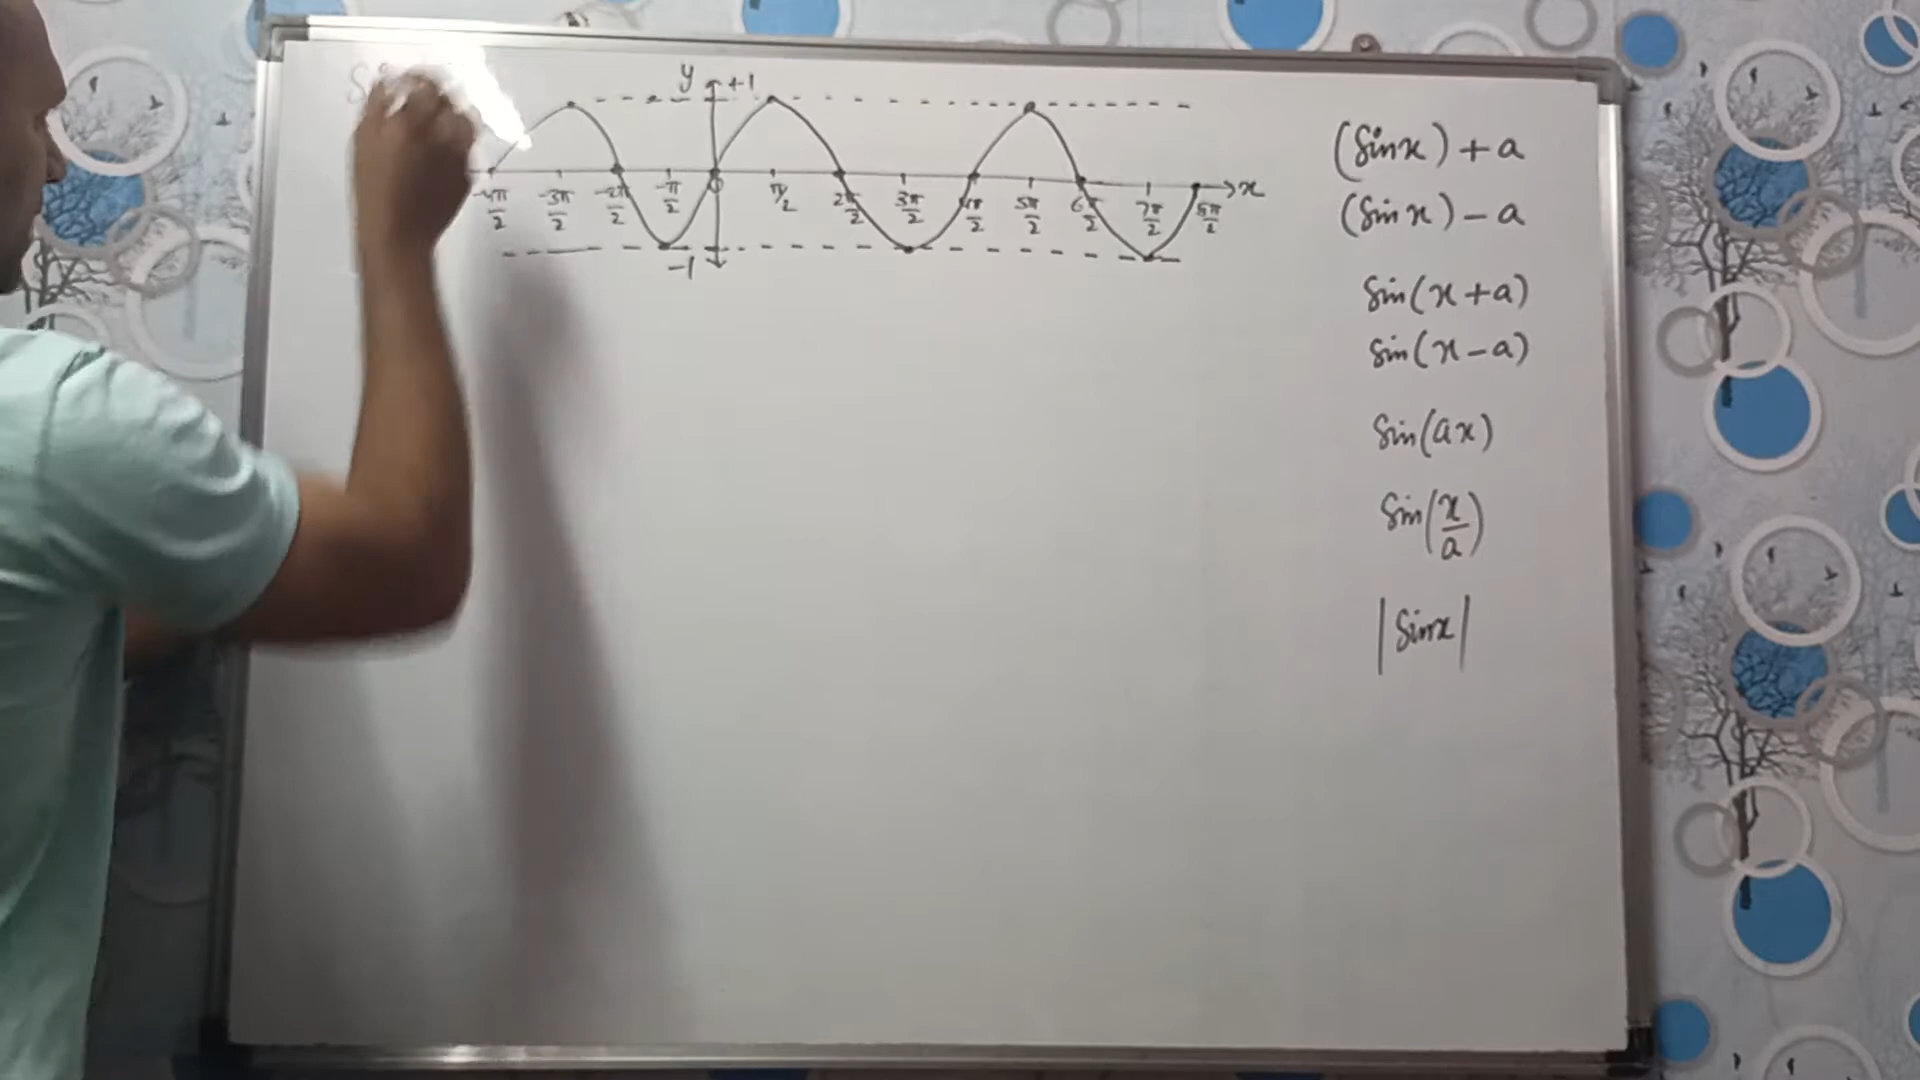 y +1
-4π/2 -3π/2 -2π/2 -π/2 0 π/2 2π/2 3π/2 4π/2 5π/2 6π/2 7π/2 8π/2 x
-1
(Sinx) + a
(Sinx) - a
Sin(x+a)
Sin(x-a)
Sin(ax)
Sin(x/a)
|Sinx|